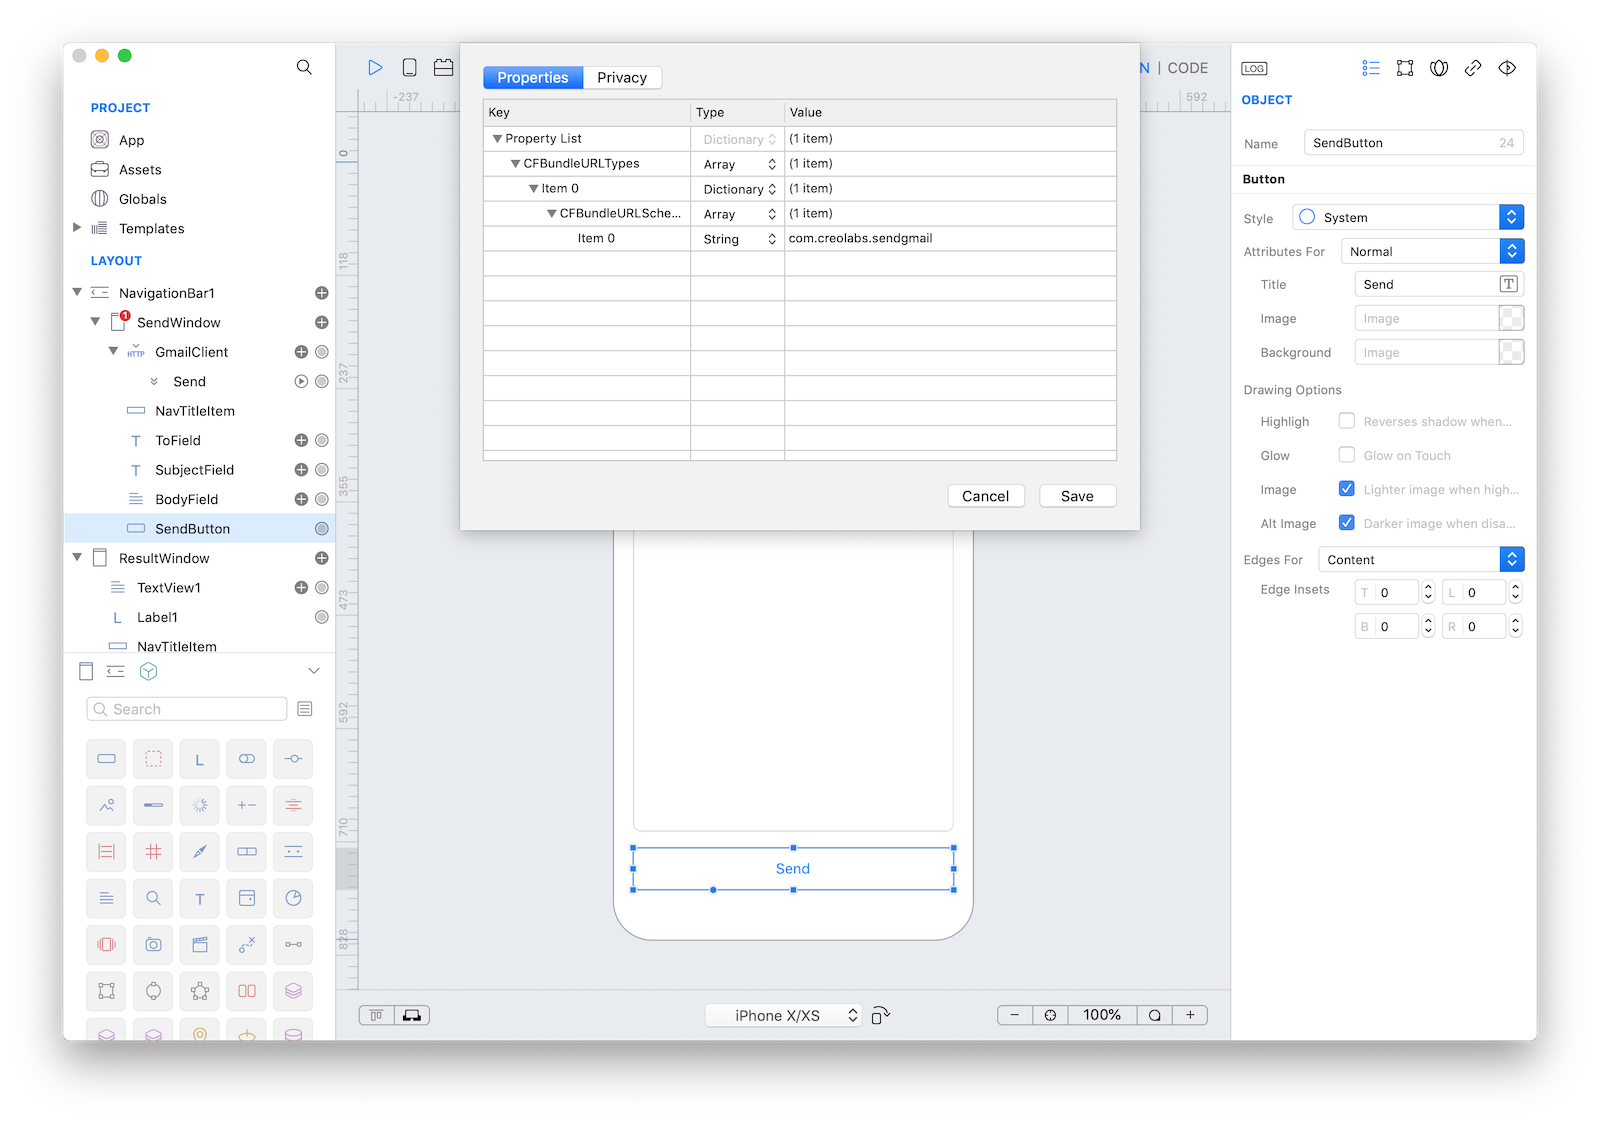 PROJECT
App
Assets
Globals
Templates
LAYOUT
NavigationBar1
1
SendWindow
HTTP
GmailClient
Send
NavTitleItem
T
ToField
T
SubjectField
BodyField
SendButton
ResultWindow
TextView1
L
Label1
NavTitleItem
Search
L
T
-237
592
N | CODE
0
118
237
355
473
592
710
828
Properties
Privacy
Key Type Value
Property List Dictionary (1 item)
CFBundleURLTypes Array (1 item)
Item 0 Dictionary (1 item)
CFBundleURLSche... Array (1 item)
Item 0 String com.creolabs.sendgmail
Cancel
Save
Send
iPhone X/XS
100%
LOG
OBJECT
Name SendButton 24
Button
Style System
Attributes For Normal
Title Send T
Image Image
Background Image
Drawing Options
Highligh Reverses shadow when...
Glow Glow on Touch
Image Lighter image when high...
Alt Image Darker image when disa...
Edges For Content
Edge Insets T 0 L 0
B 0 R 0